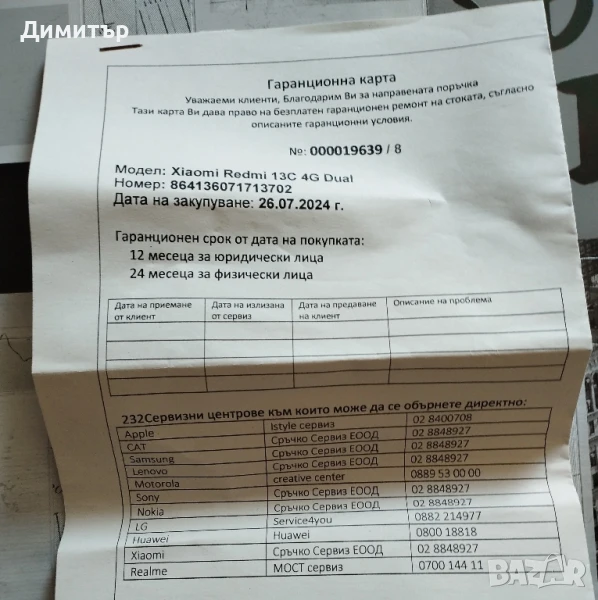 Димитър
Гаранционна карта
Уважаеми клиенти, Благодарим Ви за направената поръчка
Тази карта Ви дава право на безплатен гаранционен ремонт на стоката, съгласно
описаните гаранционни условия.
№: 000019639 / 8
Модел: Xiaomi Redmi 13C 4G Dual
Номер: 864136071713702
Дата на закупуване: 26.07.2024 г.
Гаранционен срок от дата на покупката:
12 месеца за юридически лица
24 месеца за физически лица
Дата на приемане от клиент
Дата на излизана от сервиз
Дата на предаване на клиент
Описание на проблема
232Сервизни центрове към които може да се обърнете директно:
Apple Istyle сервиз 02 8400708
CAT Сръчко Сервиз ЕООД 02 8848927
Samsung Сръчко Сервиз ЕООД 02 8848927
Lenovo Сръчко Сервиз ЕООД 02 8848927
Motorola creative center 0889 53 00 00
Sony Сръчко Сервиз ЕООД 02 8848927
Nokia Сръчко Сервиз ЕООД 02 8848927
LG Service4you 0882 214977
Huawei Huawei 0800 18818
Xiaomi Сръчко Сервиз ЕООД 02 8848927
Realme МОСТ сервиз 0700 144 11
BAZAR